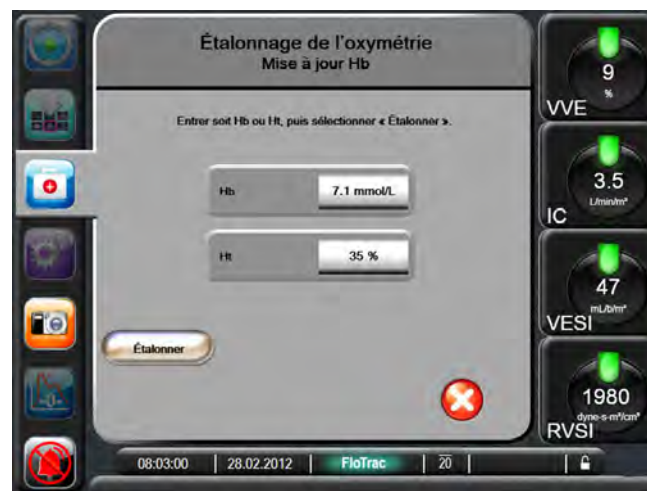 Étalonnage de l'oxymétrie
Mise à jour Hb
Entrer soit Hb ou Ht, puis sélectionner « Étalonner ».
Hb
7.1 mmol/L
Ht
35 %
Étalonner
9
%
VVE
3.5
L/min/m²
IC
47
mL/b/m²
VESI
1980
dyne-s-m²/cm⁵
RVSI
-0-
08:03:00 | 28.02.2012 | FloTrac | 20 |